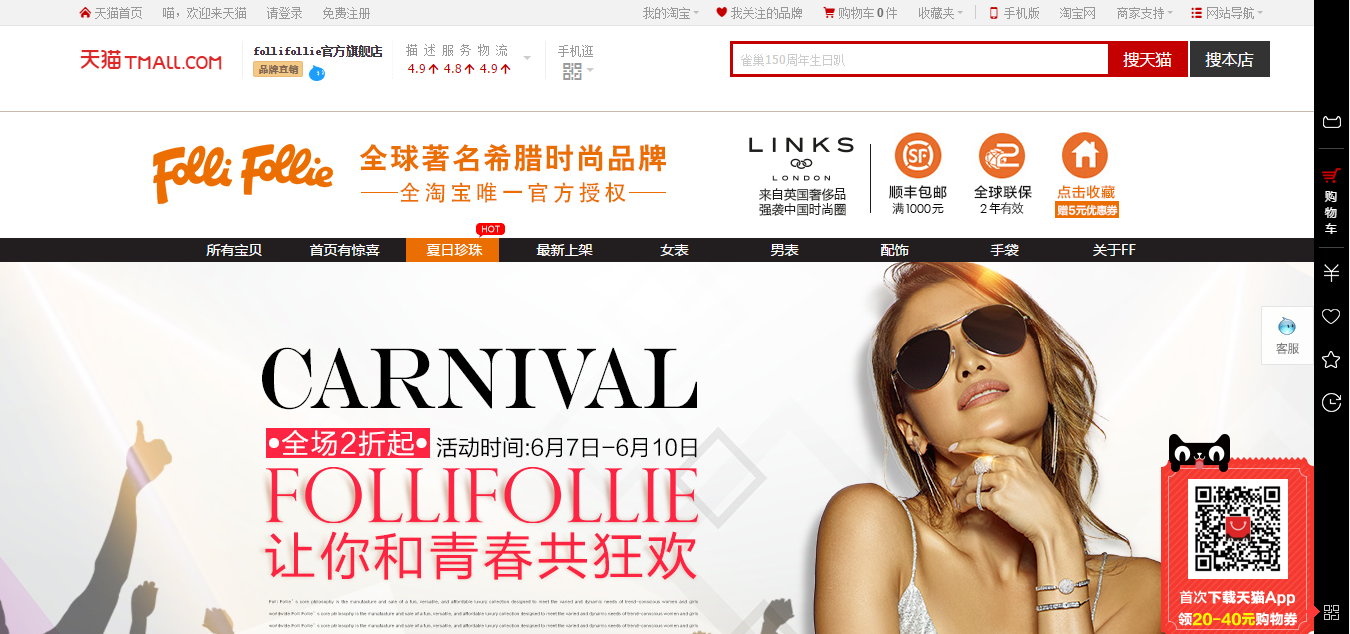 天猫首页 喵，欢迎来天猫 请登录 免费注册 我的淘宝 我关注的品牌 购物车0件 收藏夹 手机版 淘宝网 商家支持 网站导航
天猫 TMALL.COM
follifollie官方旗舰店
品牌直销
描 述 服 务 物 流
4.9 4.8 4.9
手机逛
雀巢150周年生日趴
搜天猫
搜本店
Folli Follie
全球著名希腊时尚品牌
全淘宝唯一官方授权
LINKS
LONDON
来自英国奢侈品
强袭中国时尚圈
SF
顺丰包邮
满1000元
全球联保
2年有效
点击收藏
赠5元优惠券
HOT
所有宝贝 首页有惊喜 夏日珍珠 最新上架 女表 男表 配饰 手袋 关于FF
CARNIVAL
•全场2折起• 活动时间:6月7日-6月10日
FOLLIFOLLIE
让你和青春共狂欢
购物车
客服
首次下载天猫App
领20-40元购物券